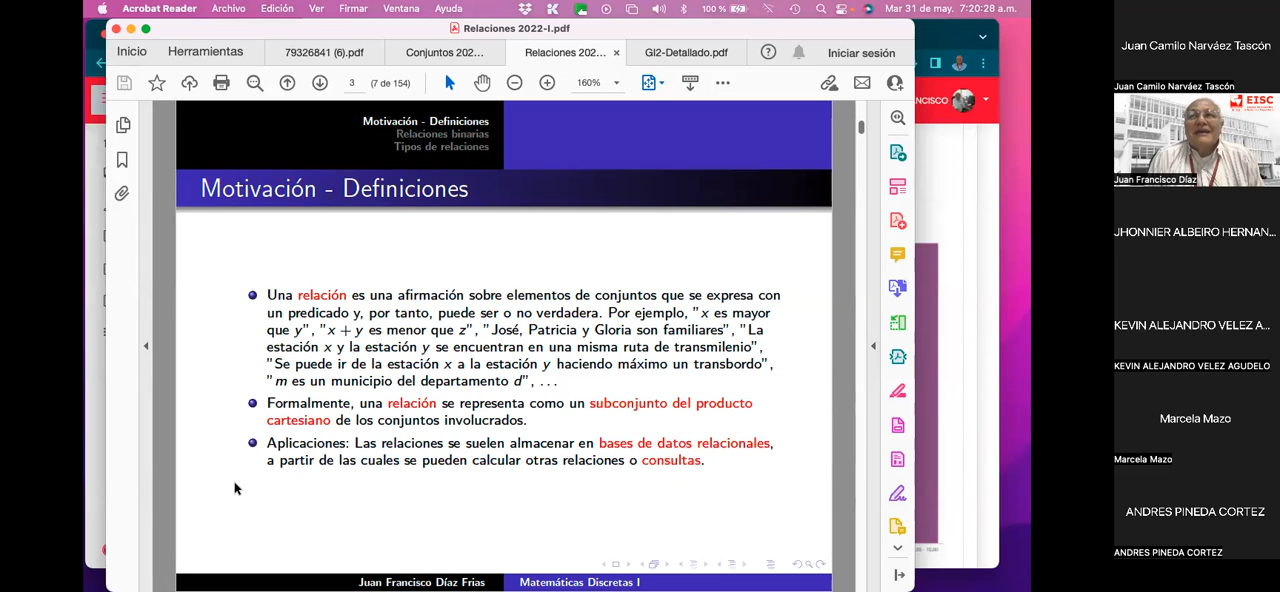 Acrobat Reader Archivo Edición Ver Firmar Ventana Ayuda 100 % Mar 31 de may. 7:20:28 a.m.
Relaciones 2022-I.pdf
Inicio Herramientas 79326841 (6).pdf Conjuntos 202... Relaciones 202... × GI2-Detallado.pdf Iniciar sesión
3 (7 de 154) 160%
Motivación - Definiciones
Relaciones binarias
Tipos de relaciones
Motivación - Definiciones
Una relación es una afirmación sobre elementos de conjuntos que se expresa con
un predicado y, por tanto, puede ser o no verdadera. Por ejemplo, "x es mayor
que y", "x + y es menor que z", "José, Patricia y Gloria son familiares", "La
estación x y la estación y se encuentran en una misma ruta de transmilenio",
"Se puede ir de la estación x a la estación y haciendo máximo un transbordo",
"m es un municipio del departamento d", ...
Formalmente, una relación se representa como un subconjunto del producto
cartesiano de los conjuntos involucrados.
Aplicaciones: Las relaciones se suelen almacenar en bases de datos relacionales,
a partir de las cuales se pueden calcular otras relaciones o consultas.
Juan Francisco Díaz Frias Matemáticas Discretas I
NCISCO
Juan Camilo Narváez Tascón
Juan Camilo Narváez Tascón
EISC
Juan Francisco Díaz
JHONNIER ALBEIRO HERNAN...
KEVIN ALEJANDRO VELEZ A...
KEVIN ALEJANDRO VELEZ AGUDELO
Marcela Mazo
Marcela Mazo
ANDRES PINEDA CORTEZ
ANDRES PINEDA CORTEZ